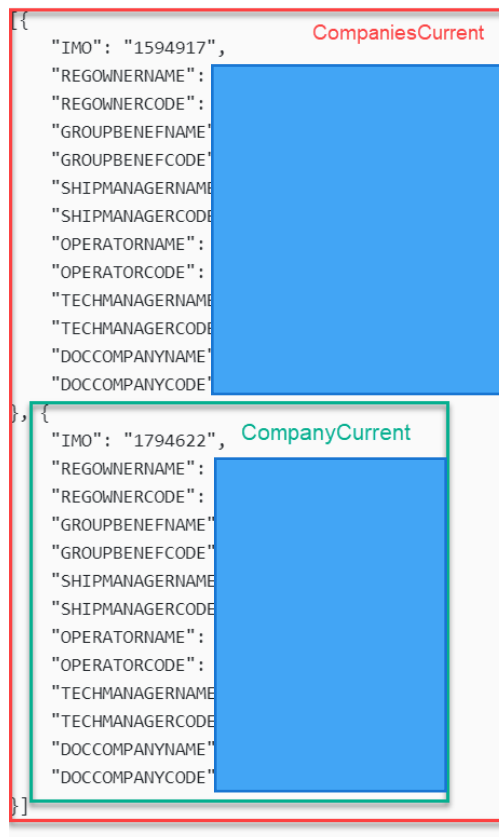 [{
CompaniesCurrent
"IMO": "1594917",
"REGOWNERNAME":
"REGOWNERCODE":
"GROUPBENEFNAME"
"GROUPBENEFCODE"
"SHIPMANAGERNAME
"SHIPMANAGERCODE
"OPERATORNAME":
"OPERATORCODE":
"TECHMANAGERNAME
"TECHMANAGERCODE
"DOCCOMPANYNAME"
"DOCCOMPANYCODE"
}, {
"IMO": "1794622",
CompanyCurrent
"REGOWNERNAME":
"REGOWNERCODE":
"GROUPBENEFNAME"
"GROUPBENEFCODE"
"SHIPMANAGERNAME
"SHIPMANAGERCODE
"OPERATORNAME":
"OPERATORCODE":
"TECHMANAGERNAME
"TECHMANAGERCODE
"DOCCOMPANYNAME"
"DOCCOMPANYCODE"
}]